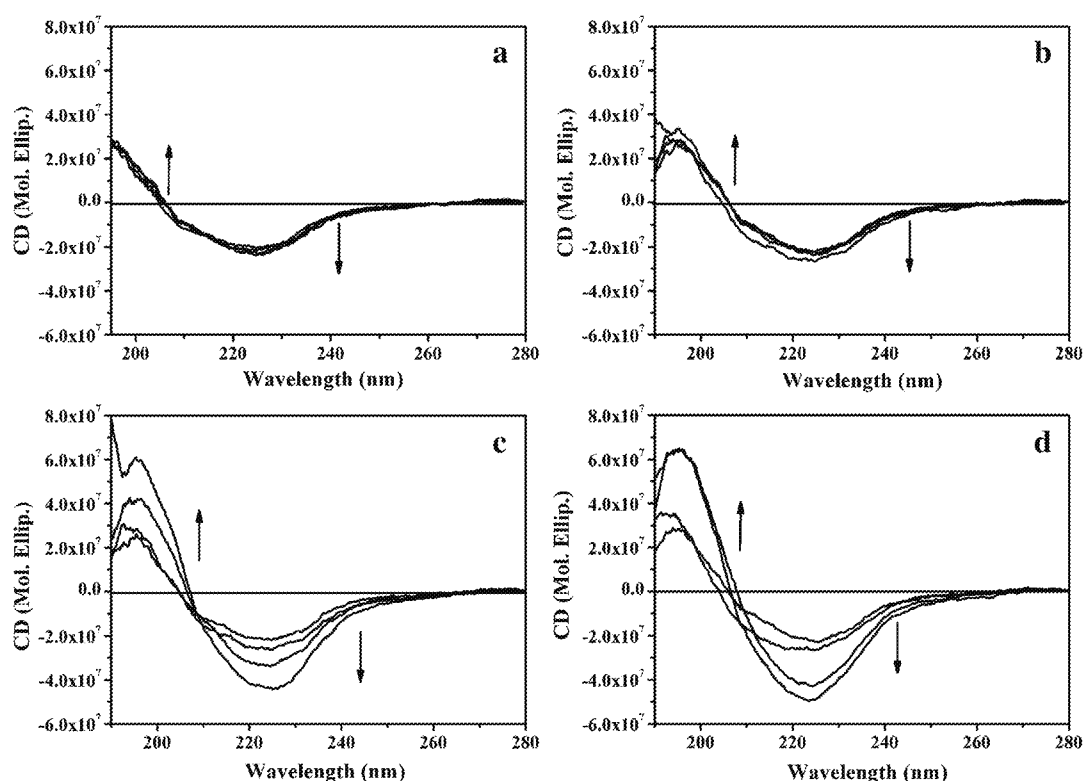 a
8.0x10⁷
6.0x10⁷
4.0x10⁷
2.0x10⁷
0.0
-2.0x10⁷
-4.0x10⁷
-6.0x10⁷
CD (Mol. Ellip.)
200
220
240
260
280
Wavelength (nm)
b
8.0x10⁷
6.0x10⁷
4.0x10⁷
2.0x10⁷
0.0
-2.0x10⁷
-4.0x10⁷
-6.0x10⁷
CD (Mol. Ellip.)
200
220
240
260
280
Wavelength (nm)
c
8.0x10⁷
6.0x10⁷
4.0x10⁷
2.0x10⁷
0.0
-2.0x10⁷
-4.0x10⁷
-6.0x10⁷
CD (Mol. Ellip.)
200
220
240
260
280
Wavelength (nm)
d
8.0x10⁷
6.0x10⁷
4.0x10⁷
2.0x10⁷
0.0
-2.0x10⁷
-4.0x10⁷
-6.0x10⁷
CD (Mol. Ellip.)
200
220
240
260
280
Wavelength (nm)